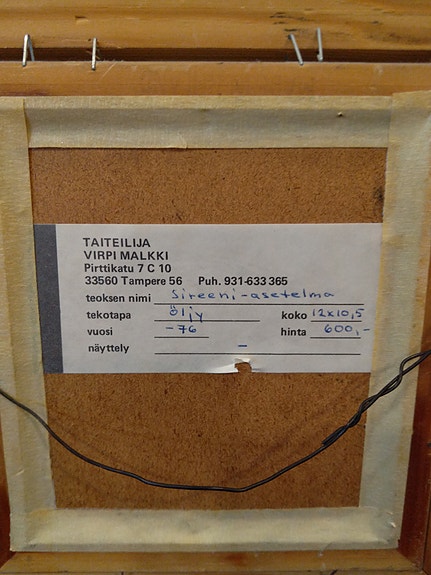 TAITEILIJA
VIRPI MALKKI
Pirttikatu 7 C 10
33560 Tampere 56 Puh. 931-633 365
teoksen nimi Sireeni-asetelma
tekotapa öljy koko 12x10,5
vuosi -76 hinta 600,-
näyttely -